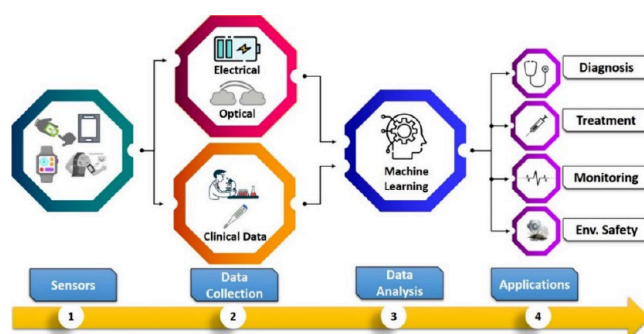 Electrical
Optical
Clinical Data
Machine
Learning
Diagnosis
Treatment
Monitoring
Env. Safety
Sensors
Data
Collection
Data
Analysis
Applications
1
2
3
4